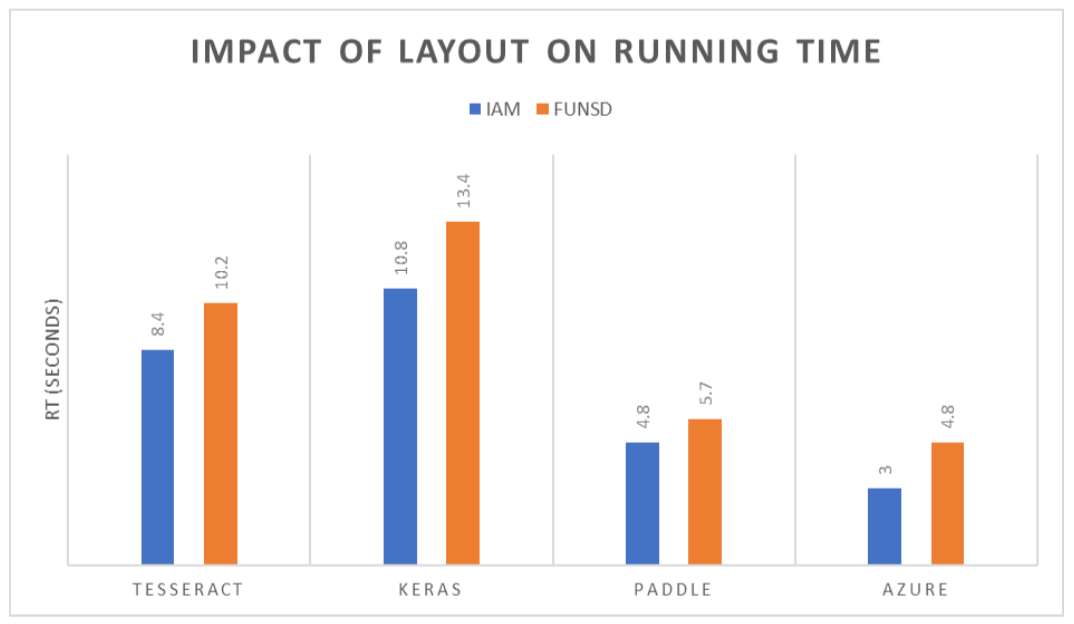 IMPACT OF LAYOUT ON RUNNING TIME
IAM FUNSD
RT (SECONDS)
8.4
10.2
10.8
13.4
4.8
5.7
3
4.8
TESSERACT KERAS PADDLE AZURE